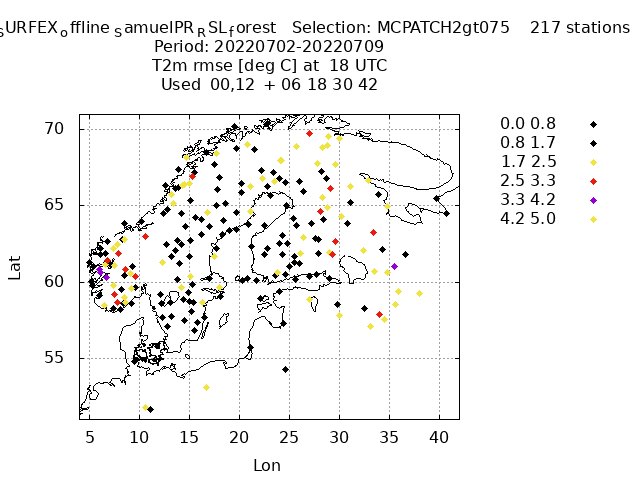 SURFEX_offline_SamuelPR_RSL_forest   Selection: MCPATCH2gt075    217 stations
Period: 20220702-20220709
T2m rmse [deg C] at  18 UTC
Used  00,12  + 06 18 30 42
70
65
60
55
5 10 15 20 25 30 35 40
Lat
Lon
0.0 0.8
0.8 1.7
1.7 2.5
2.5 3.3
3.3 4.2
4.2 5.0